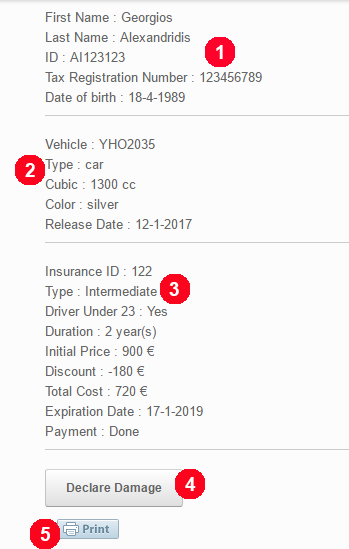 First Name : Georgios
Last Name : Alexandridis
1
ID : AI123123
Tax Registration Number : 123456789
Date of birth : 18-4-1989
Vehicle : YHO2035
2
Type : car
Cubic : 1300 cc
Color : silver
Release Date : 12-1-2017
Insurance ID : 122
Type : Intermediate
3
Driver Under 23 : Yes
Duration : 2 year(s)
Initial Price : 900 €
Discount : -180 €
Total Cost : 720 €
Expiration Date : 17-1-2019
Payment : Done
Declare Damage
4
5
Print